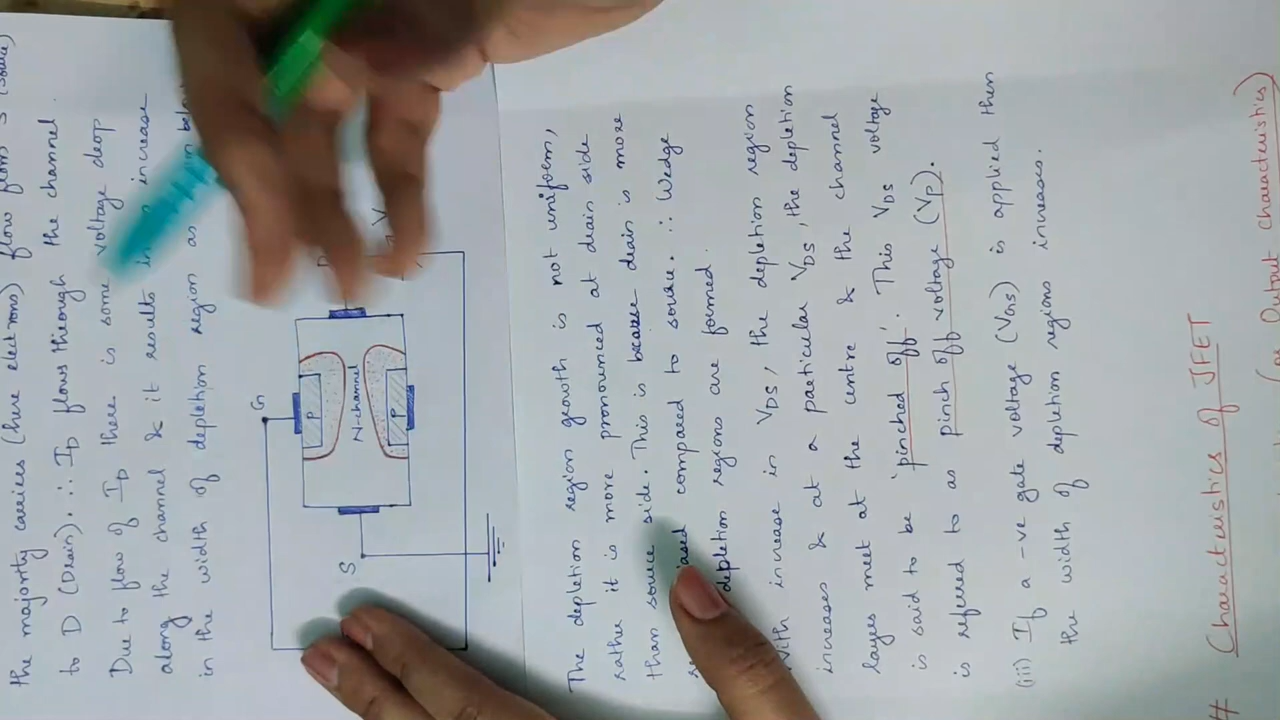 the majority carriers (here electrons) flow from S (Source)
to D (Drain). ∴ ID flows through the channel.
Due to flow of ID there is some voltage drop
along the channel & it results in increase
in the width of depletion region as
G
D
S
P
N-channel
P
V
The depletion region growth is not uniform,
rather it is more pronounced at drain side
than source side. This is because drain is more
compared to source. ∴ Wedge
depletion regions are formed.
With increase in VDS, the depletion region
increases & at a particular VDS, the depletion
layers meet at the centre & the channel
is said to be 'pinched off'. This VDS voltage
is referred to as pinch off voltage (VP).
(iii) If a -ve gate voltage (VGS) is applied then
the width of depletion regions increases.
# Characteristics of JFET
(or Output characteristics)